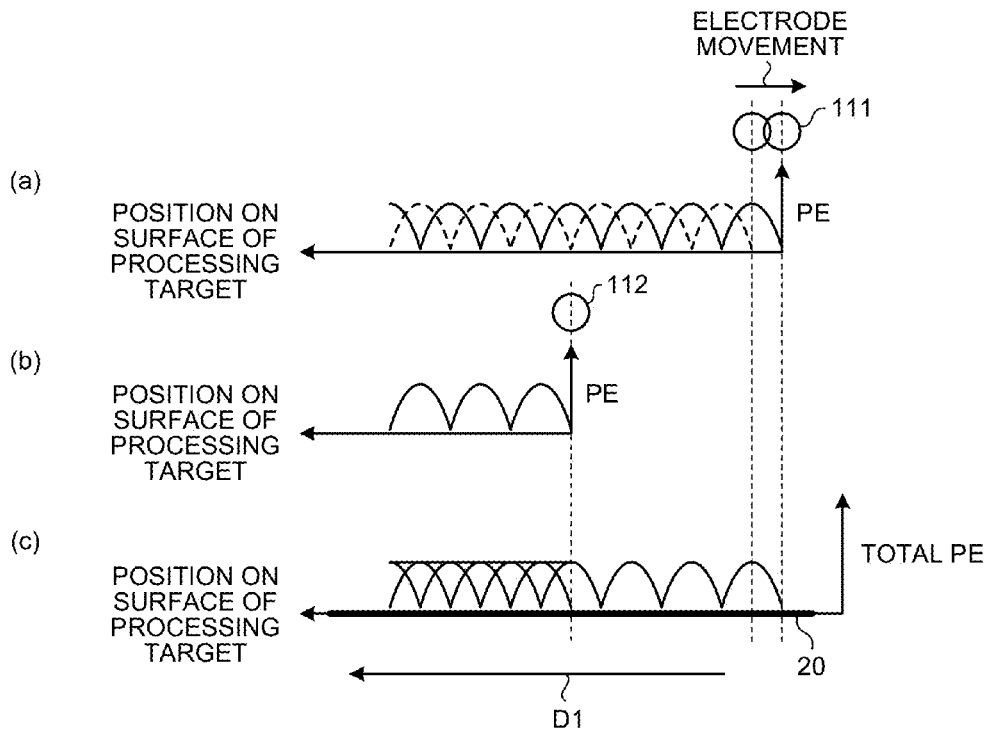 ELECTRODE
MOVEMENT
111
(a)
POSITION ON
SURFACE OF
PROCESSING
TARGET
PE
112
(b)
POSITION ON
SURFACE OF
PROCESSING
TARGET
PE
(c)
POSITION ON
SURFACE OF
PROCESSING
TARGET
TOTAL PE
20
D1